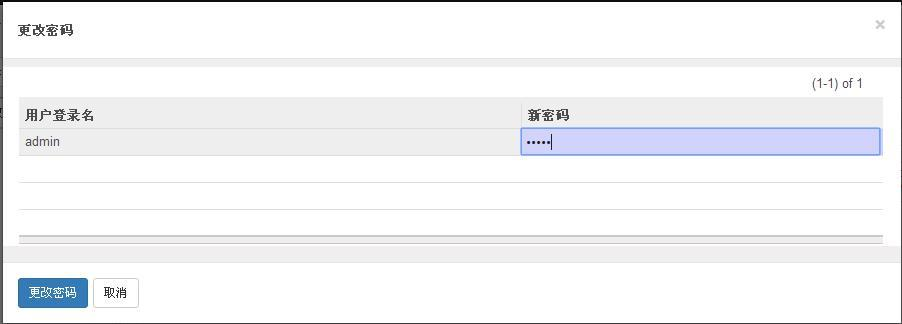 更改密码
×
(1-1) of 1
用户登录名 新密码
admin •••••
更改密码 取消